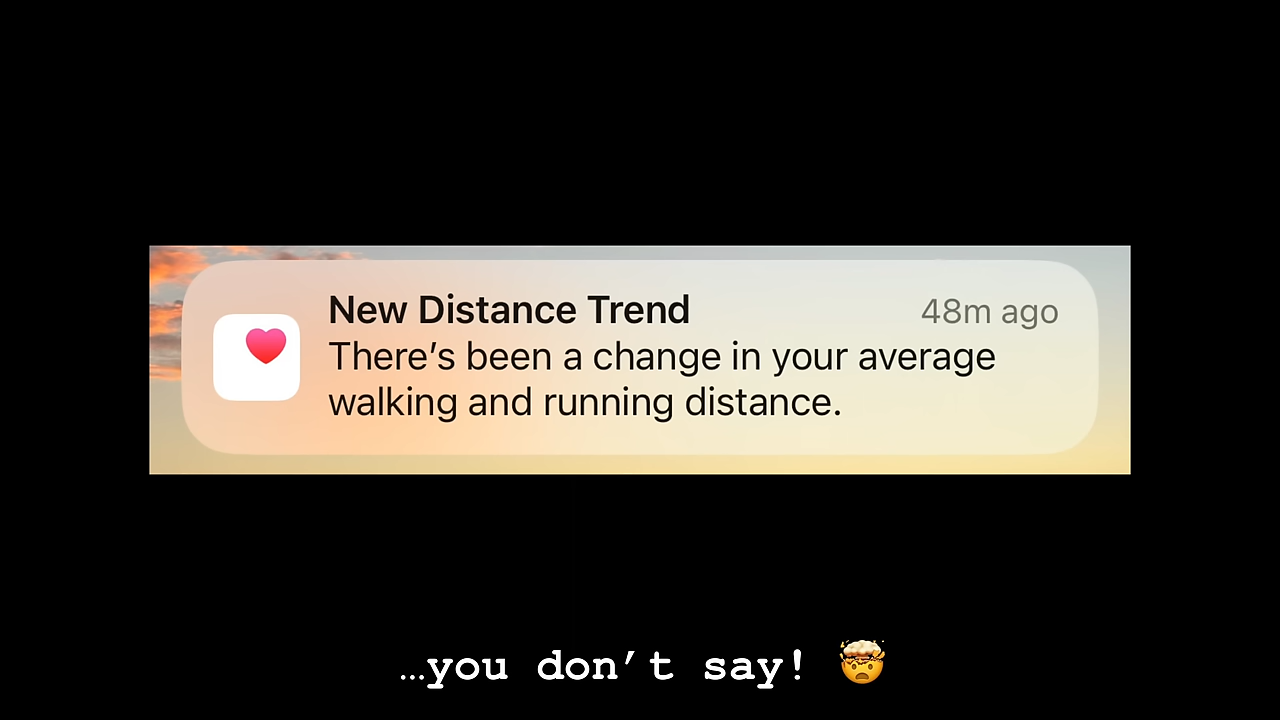 New Distance Trend 48m ago
There’s been a change in your average
walking and running distance.
…you don’t say! 🤯